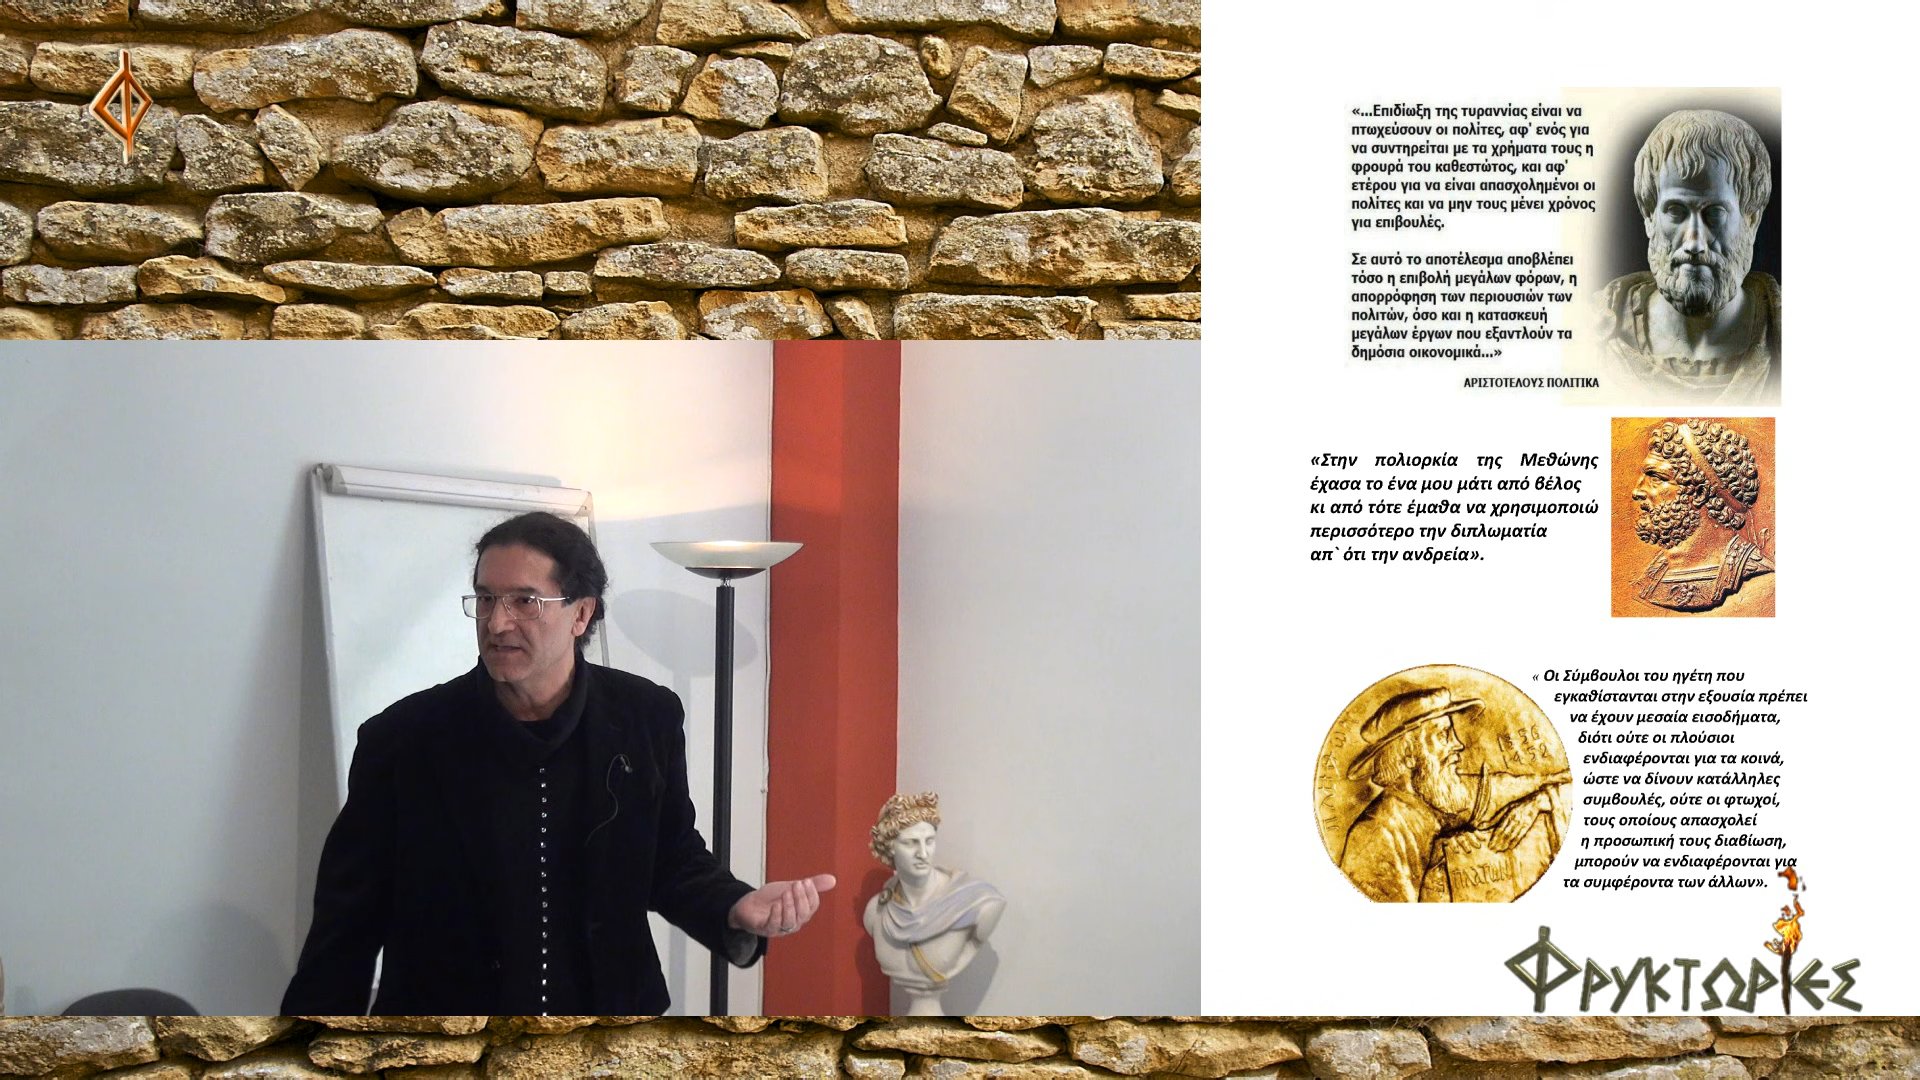 «...Επιδίωξη της τυραννίας είναι να
πτωχεύσουν οι πολίτες, αφ' ενός για
να συντηρείται με τα χρήματα τους η
φρουρά του καθεστώτος, και αφ'
ετέρου για να είναι απασχολημένοι οι
πολίτες και να μην τους μένει χρόνος
για επιβουλές.
Σε αυτό το αποτέλεσμα αποβλέπει
τόσο η επιβολή μεγάλων φόρων, η
απορρόφηση των περιουσιών των
πολιτών, όσο και η κατασκευή
μεγάλων έργων που εξαντλούν τα
δημόσια οικονομικά...»
ΑΡΙΣΤΟΤΕΛΟΥΣ ΠΟΛΙΤΙΚΑ
«Στην πολιορκία της Μεθώνης
έχασα το ένα μου μάτι από βέλος
κι από τότε έμαθα να χρησιμοποιώ
περισσότερο την διπλωματία
απ` ότι την ανδρεία».
« Οι Σύμβουλοι του ηγέτη που
εγκαθίστανται στην εξουσία πρέπει
να έχουν μεσαία εισοδήματα,
διότι ούτε οι πλούσιοι
ενδιαφέρονται για τα κοινά,
ώστε να δίνουν κατάλληλες
συμβουλές, ούτε οι φτωχοί,
τους οποίους απασχολεί
η προσωπική τους διαβίωση,
μπορούν να ενδιαφέρονται για
τα συμφέροντα των άλλων».
ΠΛΑΤΩΝ
ΦΡΥΚΤΩΡΙΕΣ